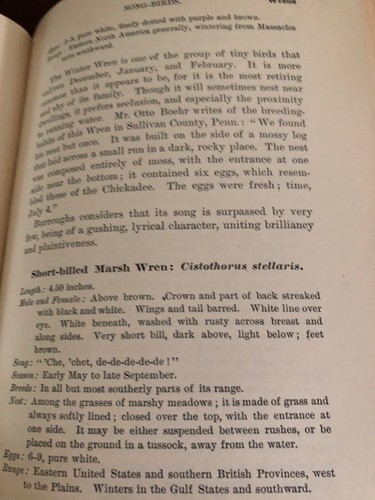 SONG-BIRDS. Wrens
Eggs: 5-8, pure white, finely dotted with purple and brown.
Range: Eastern North America generally, wintering from Massachu
southward.
The Winter Wren is one of the group of tiny birds that
enliven December, January, and February. It is more
common than it appears to be, for it is the most retiring
and shy of its family. Though it will sometimes nest near
dwellings, it prefers seclusion, and especially the proximity
to running water. Mr. Otto Boehr writes of the breeding-
habits of this Wren in Sullivan County, Penn.: "We found
his nest but once. It was built on the side of a mossy log
that laid across a small run in a dark, rocky place. The nest
was composed entirely of moss, with the entrance at one
side near the bottom; it contained six eggs, which resem-
bled those of the Chickadee. The eggs were fresh; time,
July 4."
Burroughs considers that its song is surpassed by very
few, being of a gushing, lyrical character, uniting brilliancy
and plaintiveness.
Short-billed Marsh Wren: Cistothorus stellaris.
Length: 4.50 inches.
Male and Female: Above brown. Crown and part of back streaked
with black and white. Wings and tail barred. White line over
eye. White beneath, washed with rusty across breast and
along sides. Very short bill, dark above, light below; feet
brown.
Song: "'Che, 'chet, de-de-de-de-de!"
Season: Early May to late September.
Breeds: In all but most southerly parts of its range.
Nest: Among the grasses of marshy meadows; it is made of grass and
always softly lined; closed over the top, with the entrance at
one side. It may be either suspended between rushes, or be
placed on the ground in a tussock, away from the water.
Eggs: 6-9, pure white.
Range: Eastern United States and southern British Provinces, west
to the Plains. Winters in the Gulf States and southward.